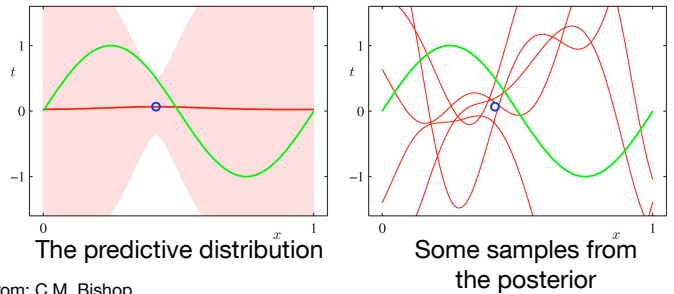 1
t
0
−1
0
x
1
The predictive distribution
1
t
0
−1
0
x
1
Some samples from
the posterior
om: C.M. Bishop.